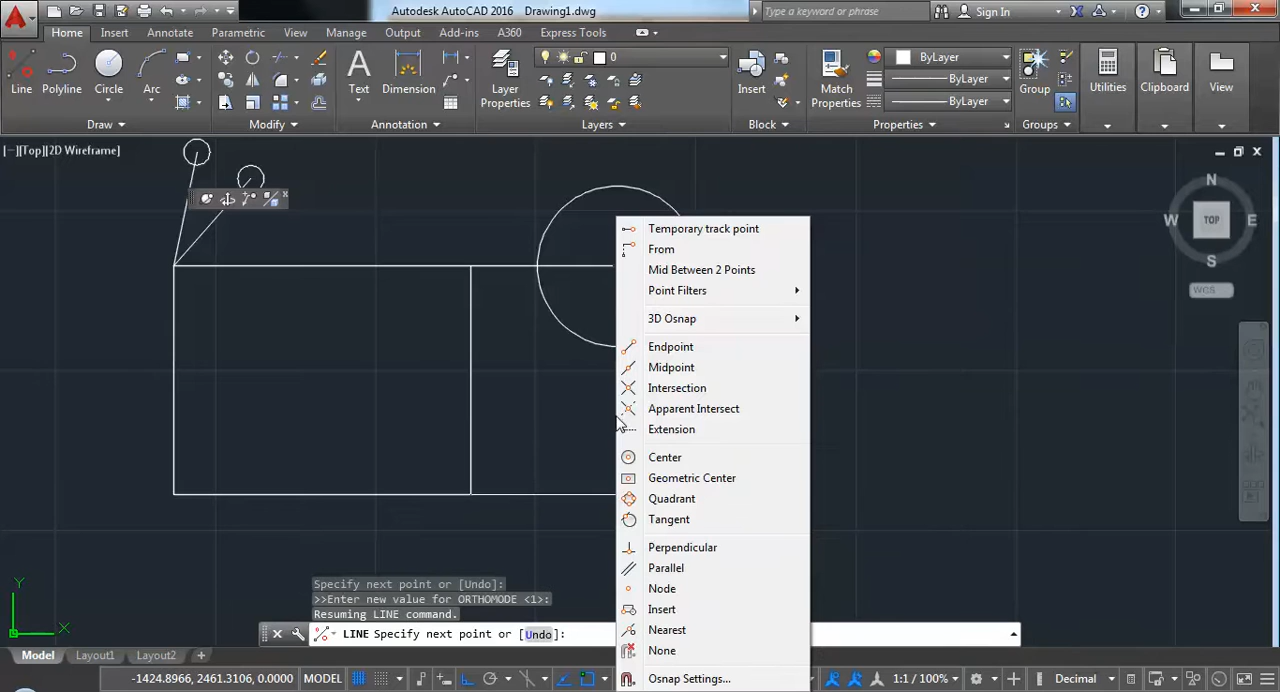 Autodesk AutoCAD 2016 Drawing1.dwg
Type a keyword or phrase
Sign In
Home Insert Annotate Parametric View Manage Output Add-ins A360 Express Tools
0
ByLayer
ByLayer
ByLayer
Line Polyline Circle Arc Text Dimension Layer Properties Insert Match Properties Group Utilities Clipboard View
Draw Modify Annotation Layers Block Properties Groups
[−][Top][2D Wireframe]
N
W TOP E
S
WCS
Temporary track point
From
Mid Between 2 Points
Point Filters
3D Osnap
Endpoint
Midpoint
Intersection
Apparent Intersect
Extension
Center
Geometric Center
Quadrant
Tangent
Perpendicular
Parallel
Node
Insert
Nearest
None
Osnap Settings...
Y
X
Specify next point or [Undo]:
>>Enter new value for ORTHOMODE <1>:
Resuming LINE command.
LINE Specify next point or [Undo]:
Model Layout1 Layout2 +
-1424.8966, 2461.3106, 0.0000 MODEL 1:1 / 100% Decimal